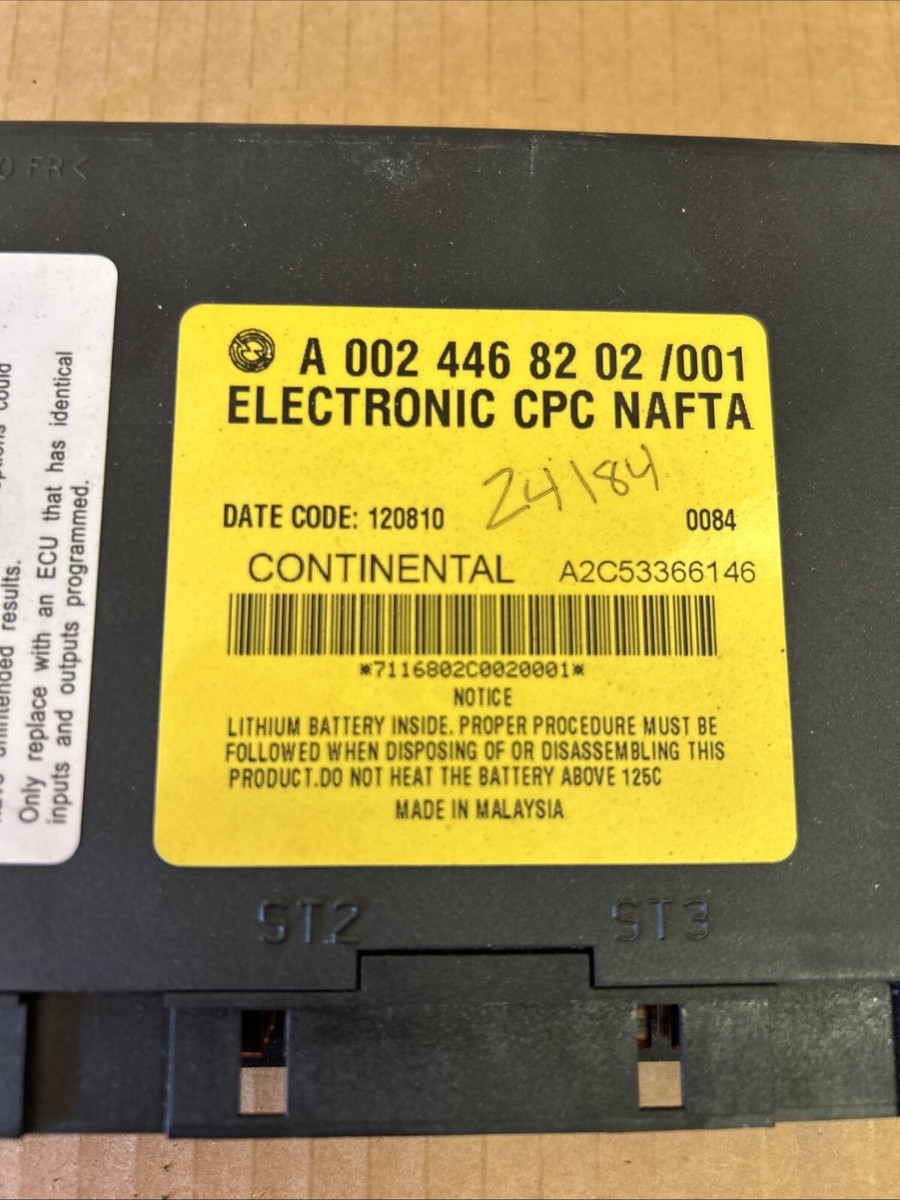 O FR<
unintended results.
Only replace with an ECU that has identical
inputs and outputs programmed.
A 002 446 82 02 /001
ELECTRONIC CPC NAFTA
24184
DATE CODE: 120810 0084
CONTINENTAL A2C53366146
*7116802C0020001*
NOTICE
LITHIUM BATTERY INSIDE. PROPER PROCEDURE MUST BE
FOLLOWED WHEN DISPOSING OF OR DISASSEMBLING THIS
PRODUCT.DO NOT HEAT THE BATTERY ABOVE 125C
MADE IN MALAYSIA
ST2 ST3